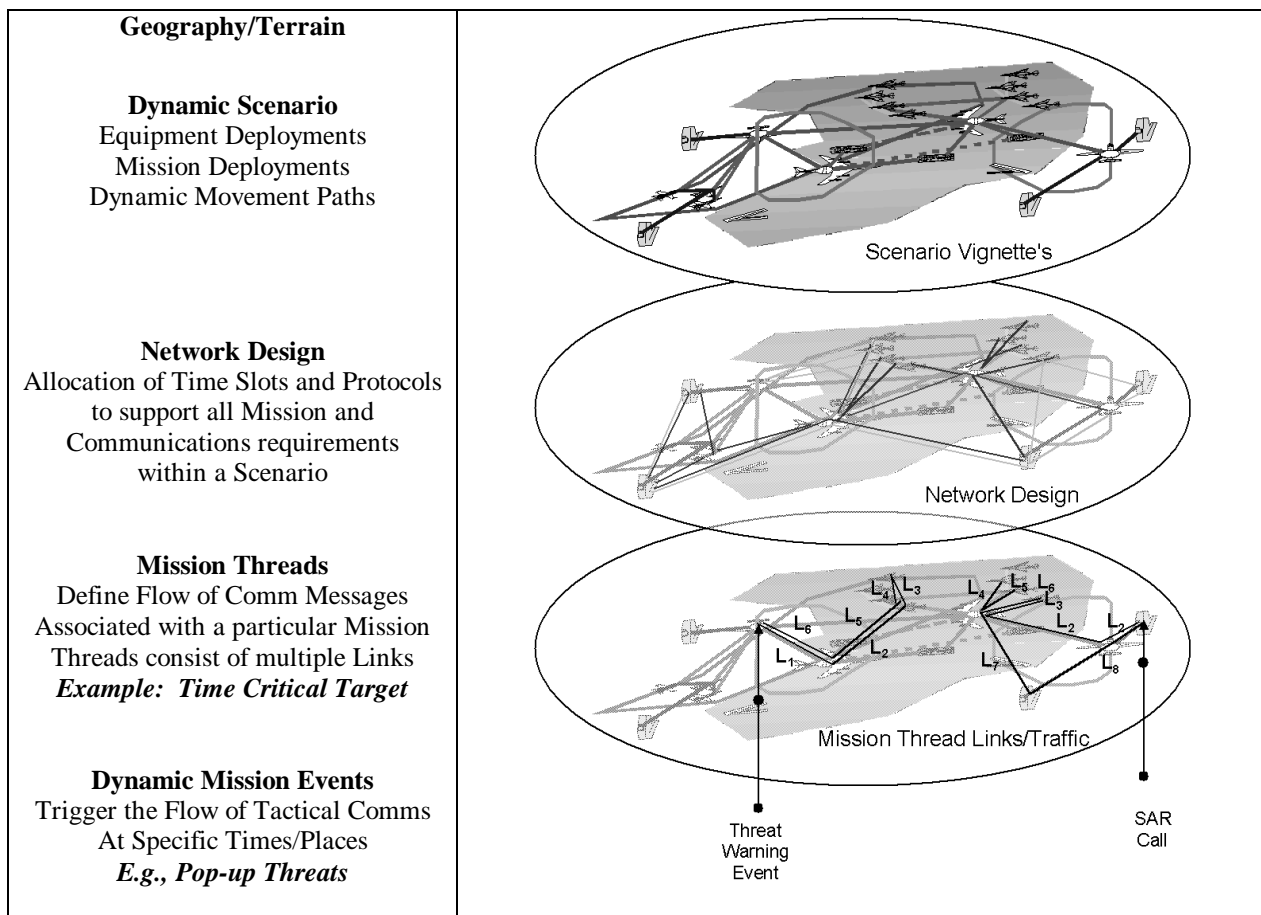 Geography/Terrain
Dynamic Scenario
Equipment Deployments
Mission Deployments
Dynamic Movement Paths
Network Design
Allocation of Time Slots and Protocols
to support all Mission and
Communications requirements
within a Scenario
Mission Threads
Define Flow of Comm Messages
Associated with a particular Mission
Threads consist of multiple Links
Example: Time Critical Target
Dynamic Mission Events
Trigger the Flow of Tactical Comms
At Specific Times/Places
E.g., Pop-up Threats
Scenario Vignette's
Network Design
L4 L3
L6 L5
L1 L2
L4 L5 L6
L3
L2 L2
L7 L8
Mission Thread Links/Traffic
Threat
Warning
Event
SAR
Call